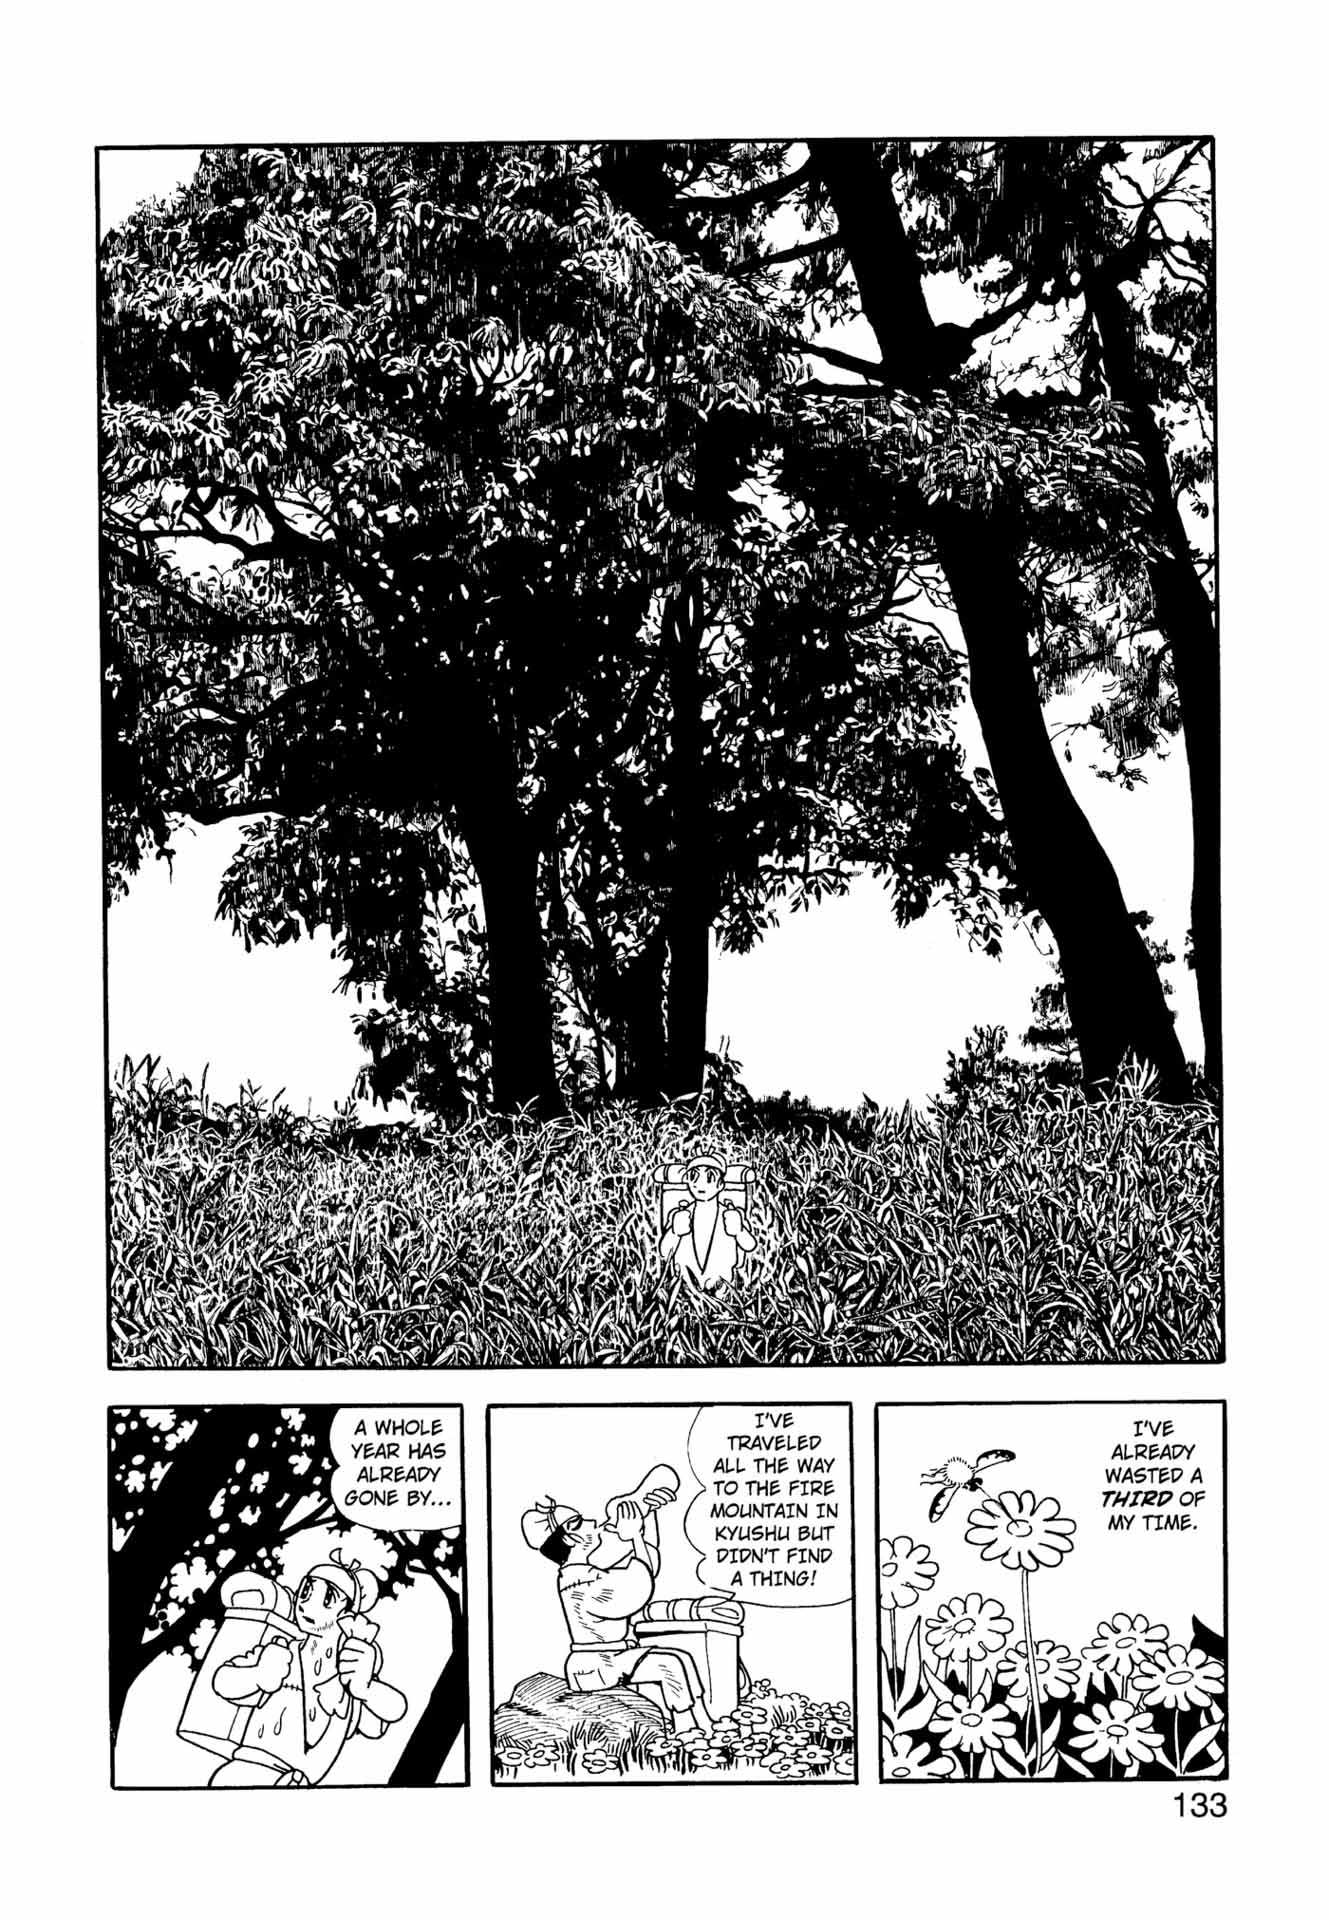 A WHOLE
YEAR HAS
ALREADY
GONE BY...
I'VE
TRAVELED
ALL THE WAY
TO THE FIRE
MOUNTAIN IN
KYUSHU BUT
DIDN'T FIND
A THING!
I'VE
ALREADY
WASTED A
THIRD OF
MY TIME.
133